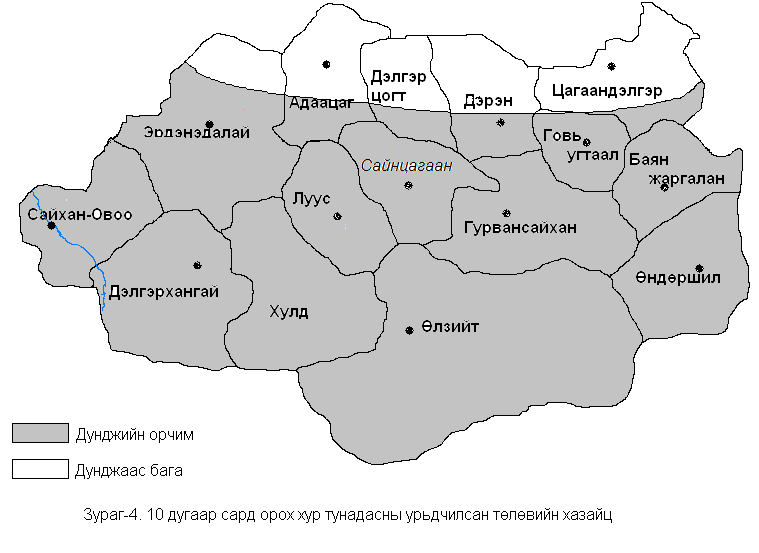 Дэлгэр
цогт
Адаацаг
Дэрэн
Цагаандэлгэр
Эрдэнэдалай
Говь
угтаал
Сайнцагаан
Баян
жаргалан
Луус
Сайхан-Овоо
Гурвансайхан
Өндөршил
Дэлгэрхангай
Хулд
Өлзийт
Дунджийн орчим
Дунджаас бага
Зураг-4. 10 дугаар сард орох хур тунадасны урьдчилсан төлөвийн хазайц